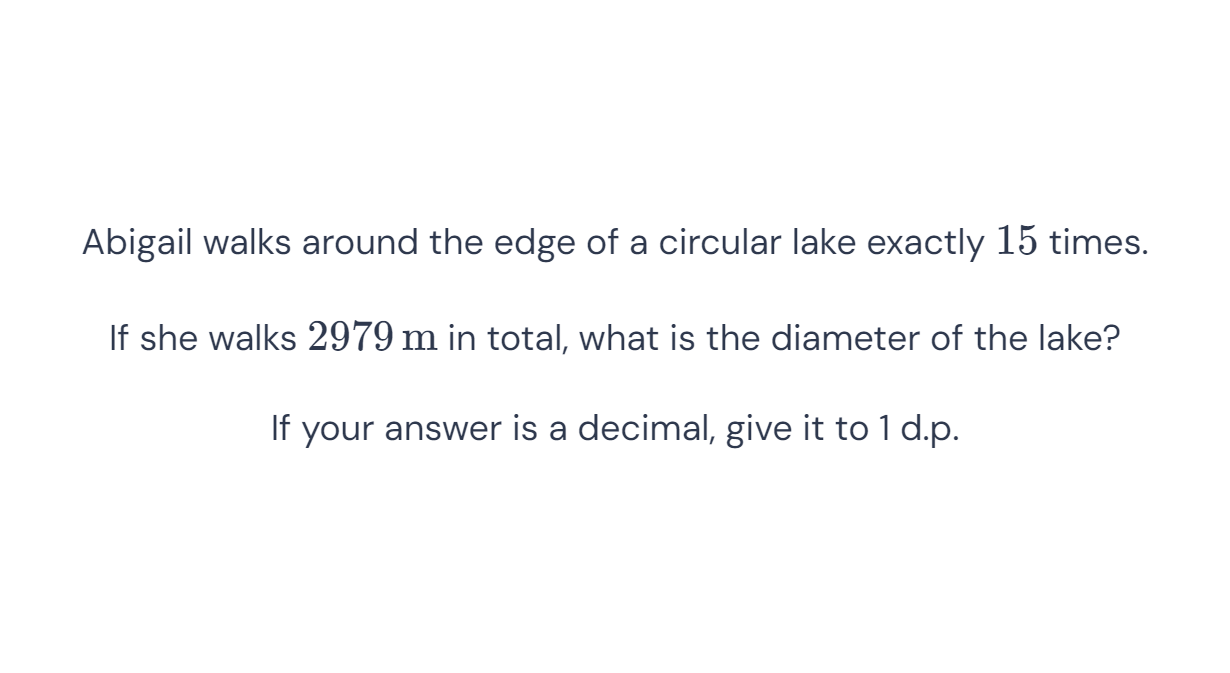 Abigail walks around the edge of a circular lake exactly 15 times.
If she walks 2979 m in total, what is the diameter of the lake?
If your answer is a decimal, give it to 1 d.p.